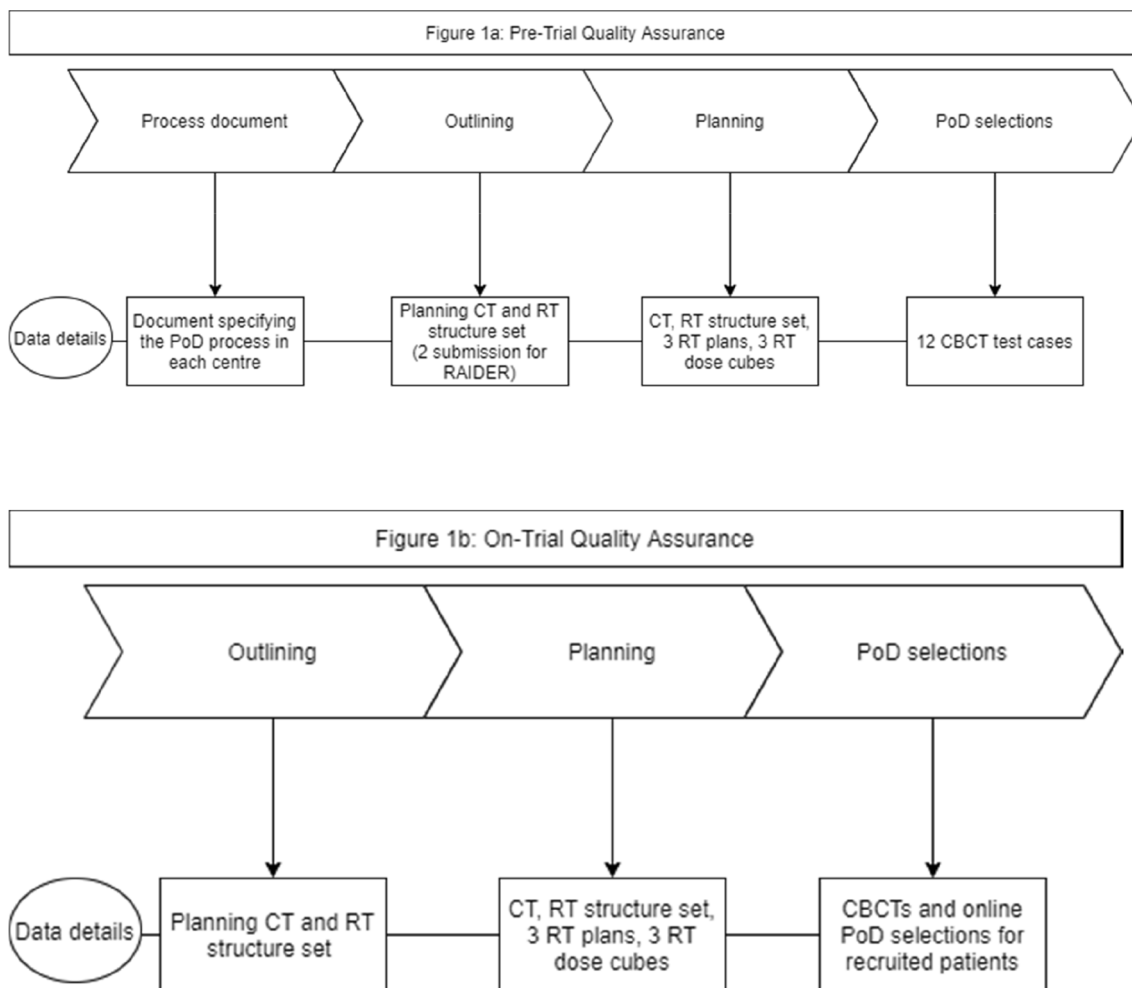 Figure 1a: Pre-Trial Quality Assurance
Process document
Outlining
Planning
PoD selections
Data details
Document specifying
the PoD process in
each centre
Planning CT and RT
structure set
(2 submission for
RAIDER)
CT, RT structure set,
3 RT plans, 3 RT
dose cubes
12 CBCT test cases
Figure 1b: On-Trial Quality Assurance
Outlining
Planning
PoD selections
Data details
Planning CT and RT
structure set
CT, RT structure set,
3 RT plans, 3 RT
dose cubes
CBCTs and online
PoD selections for
recruited patients